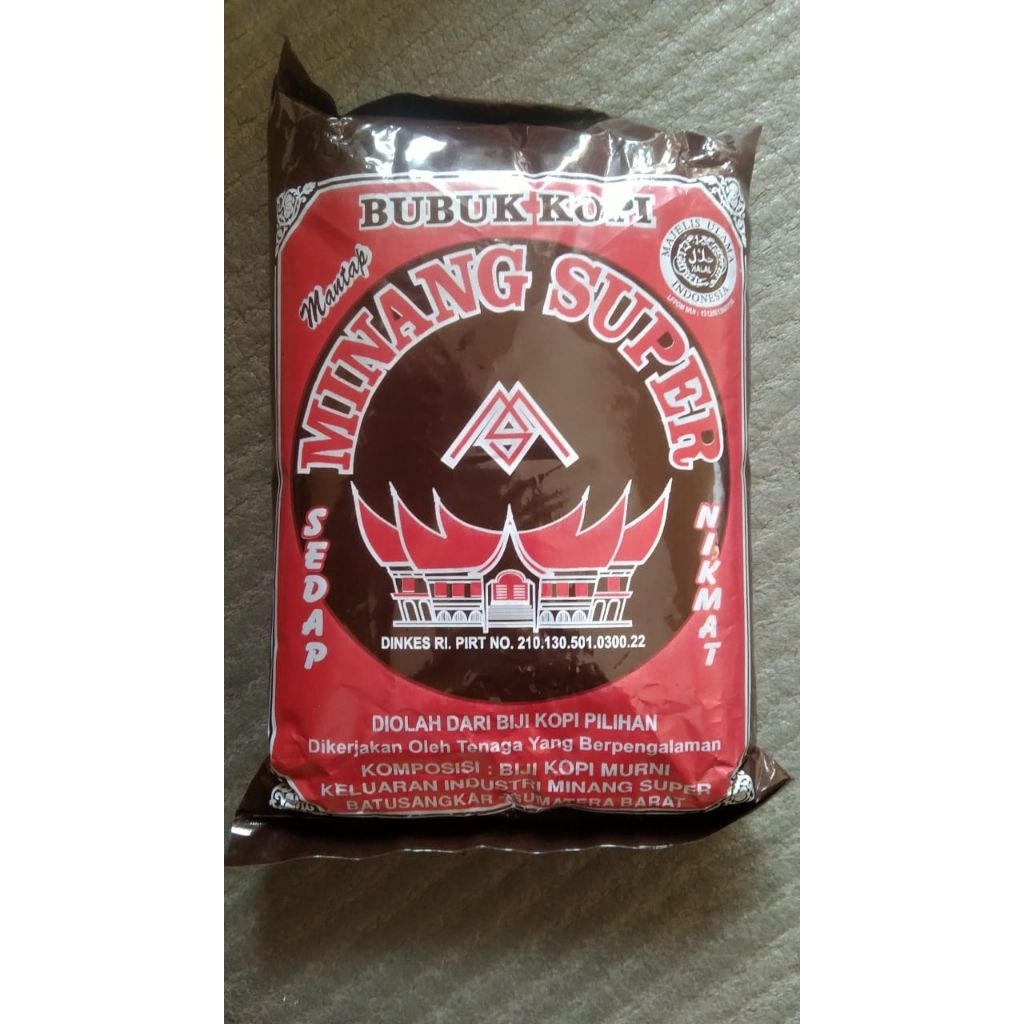 BUBUK KOPI
Mantap
MINANG SUPER
MAJELIS ULAMA
حلال
HALAL
INDONESIA
SEDAP
NIKMAT
DINKES RI. PIRT NO. 210.130.501.0300.22
DIOLAH DARI BIJI KOPI PILIHAN
Dikerjakan Oleh Tenaga Yang Berpengalaman
KOMPOSISI : BIJI KOPI MURNI
KELUARAN INDUSTRI MINANG SUPER
BATUSANGKAR - SUMATERA BARAT